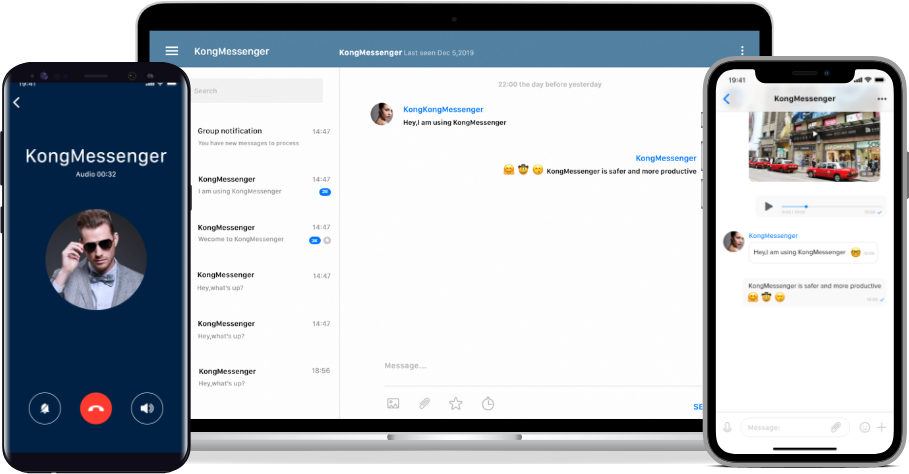 19:41
KongMessenger
Audio 00:32
KongMessenger
KongMessenger Last seen Dec 5,2019
Search
Group notification 14:47
You have new messages to process
KongMessenger 14:47
I am using KongMessenger
KongMessenger 14:47
Wecome to KongMessenger
KongMessenger 14:47
Hey,what's up?
KongMessenger 14:47
Hey,what's up?
KongMessenger 18:56
Hey,what's up?
22:00 the day before yesterday
KongKongMessenger
Hey,I am using KongMessenger
KongMessenger
🤗 🤠 😋 KongMessenger is safer and more productive
Message...
SE
19:41
KongMessenger
KongMessenger
Hey,I am using KongMessenger 🤓
KongMessenger is safer and more productive
🤗 🤠 😋
Message: